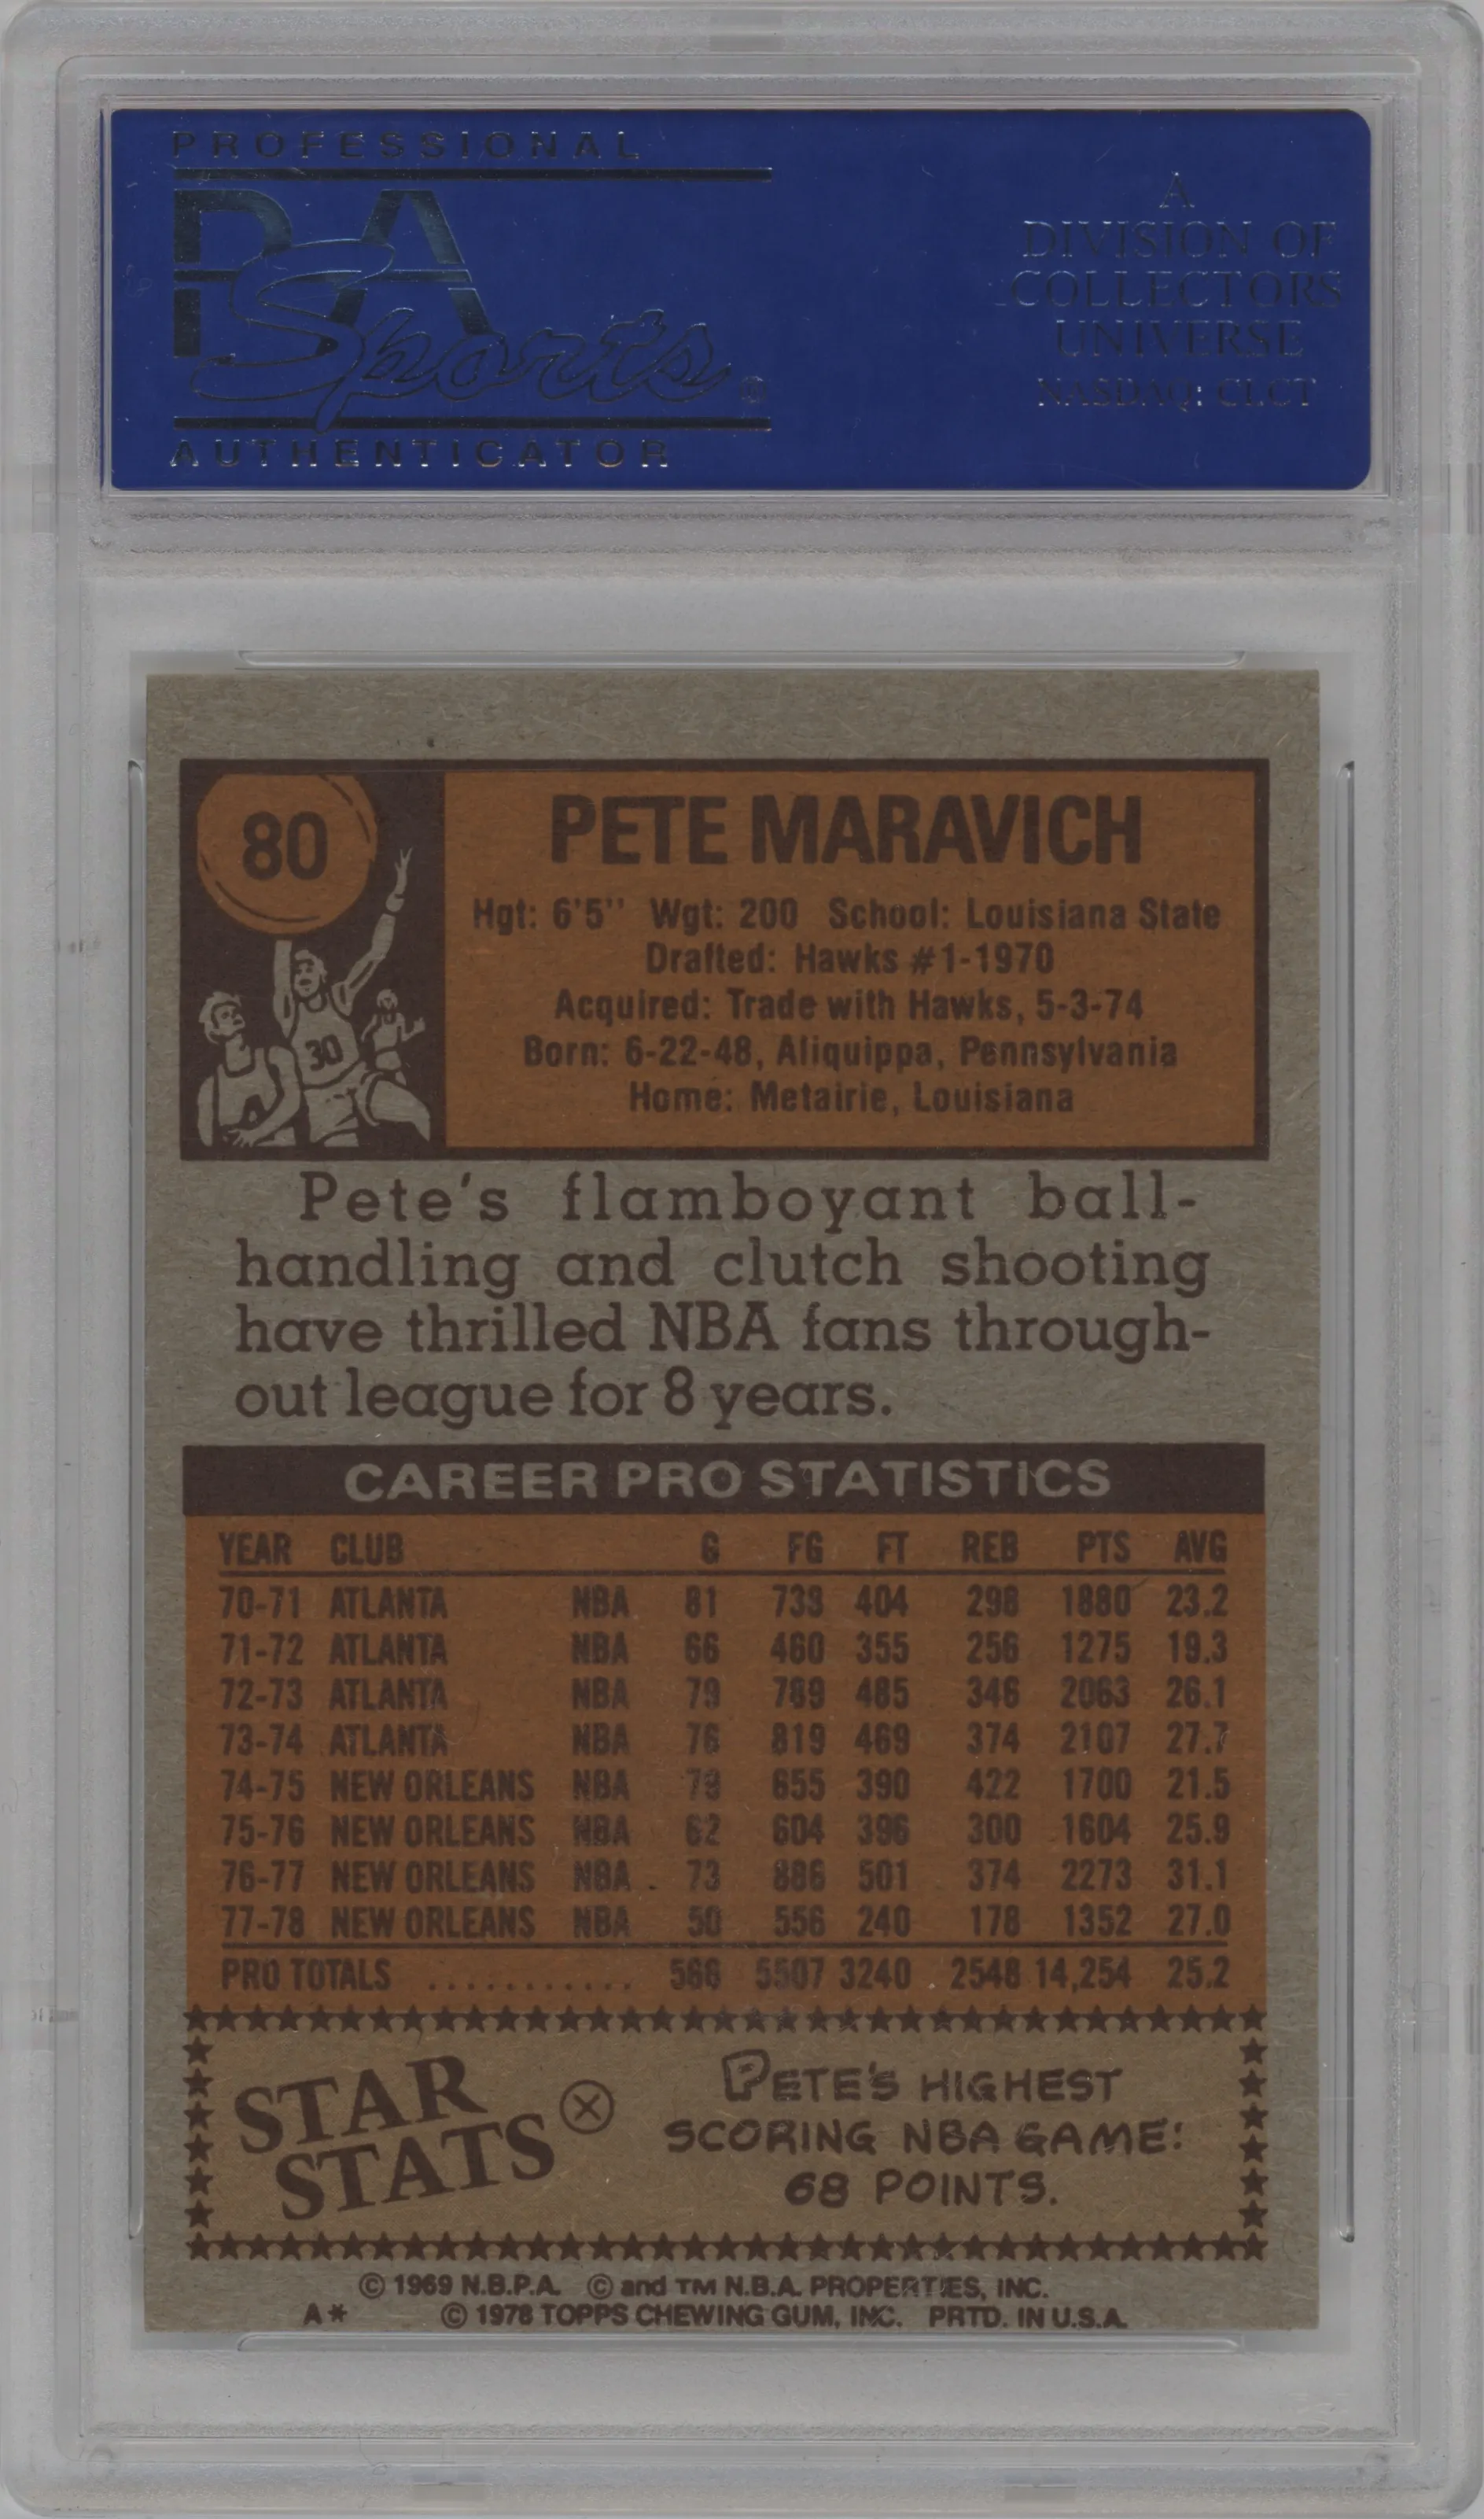 PROFESSIONAL
PSA
Sports®
AUTHENTICATOR
A
DIVISION OF
COLLECTORS
UNIVERSE
NASDAQ: CLCT
80
30
PETE MARAVICH
Hgt: 6'5" Wgt: 200 School: Louisiana State
Drafted: Hawks #1-1970
Acquired: Trade with Hawks, 5-3-74
Born: 6-22-48, Aliquippa, Pennsylvania
Home: Metairie, Louisiana
Pete's flamboyant ball-
handling and clutch shooting
have thrilled NBA fans through-
out league for 8 years.
CAREER PRO STATISTICS
YEAR CLUB G FG FT REB PTS AVG
70-71 ATLANTA NBA 81 738 404 298 1880 23.2
71-72 ATLANTA NBA 66 460 355 256 1275 19.3
72-73 ATLANTA NBA 79 789 485 346 2063 26.1
73-74 ATLANTA NBA 76 819 469 374 2107 27.7
74-75 NEW ORLEANS NBA 79 655 390 422 1700 21.5
75-76 NEW ORLEANS NBA 62 604 396 300 1604 25.9
76-77 NEW ORLEANS NBA 73 886 501 374 2273 31.1
77-78 NEW ORLEANS NBA 50 556 240 178 1352 27.0
PRO TOTALS ........... 566 5507 3240 2548 14,254 25.2
STAR
STATS
PETE'S HIGHEST
SCORING NBA GAME:
68 POINTS.
© 1969 N.B.P.A. © and TM N.B.A. PROPERTIES, INC.
A* © 1978 TOPPS CHEWING GUM, INC. PRTD. IN U.S.A.